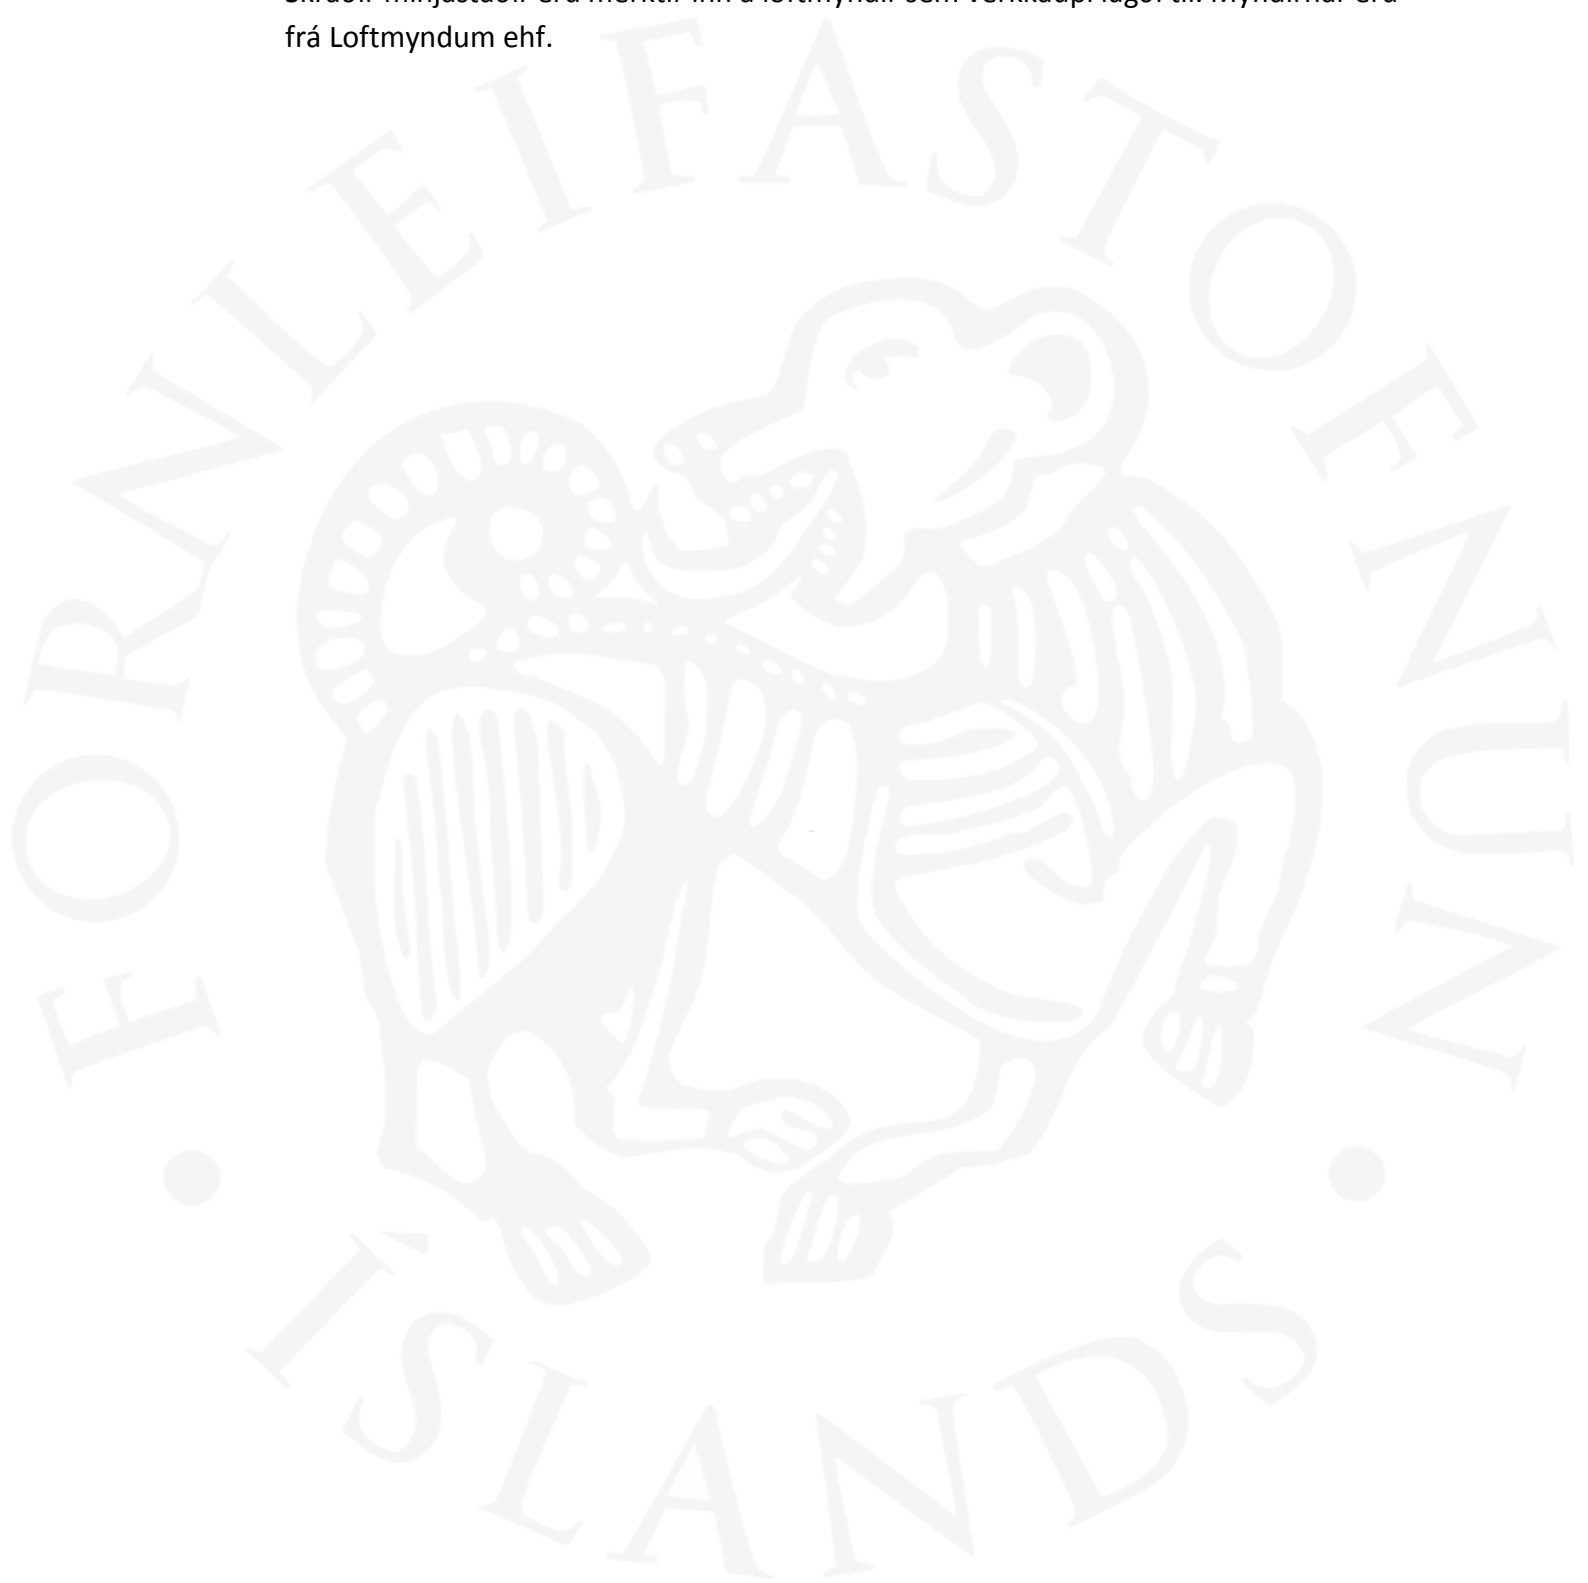 Skráðir minjastaðir eru merktir inn á loftmyndir sem verkkaupi lagði til. Myndirnar eru
frá Loftmyndum ehf.
FORNLEIFASTOFNUN
ÍSLANDS